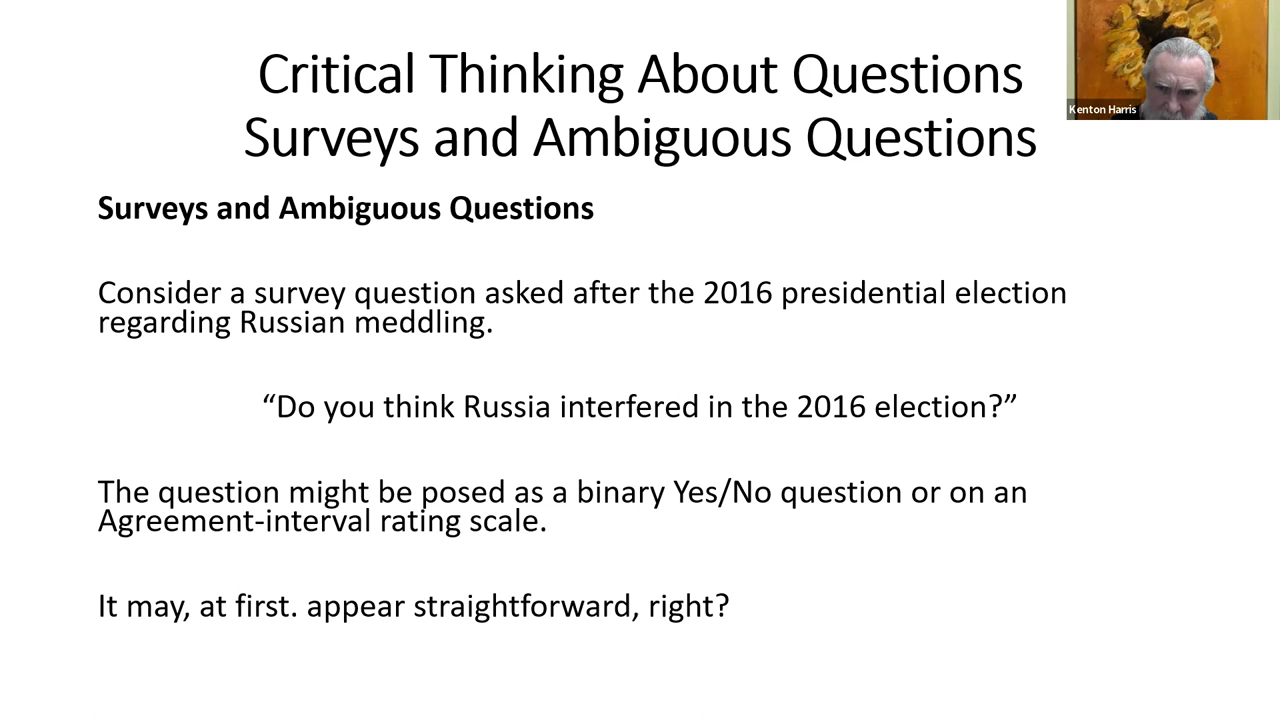 Critical Thinking About Questions
Surveys and Ambiguous Questions
Kenton Harris
Surveys and Ambiguous Questions
Consider a survey question asked after the 2016 presidential election
regarding Russian meddling.
“Do you think Russia interfered in the 2016 election?”
The question might be posed as a binary Yes/No question or on an
Agreement-interval rating scale.
It may, at first. appear straightforward, right?